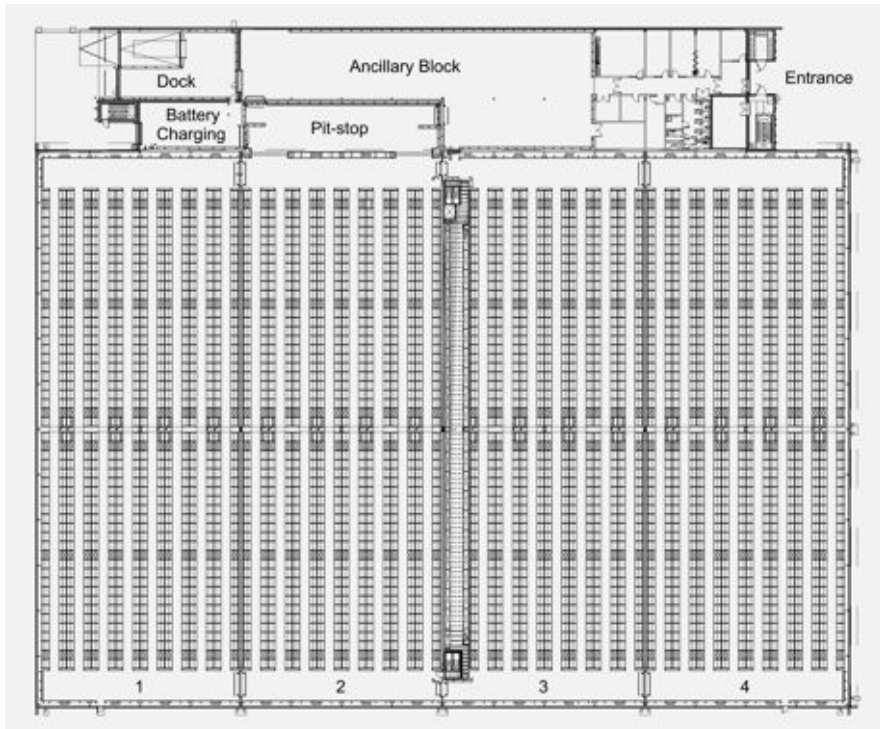 Dock
Ancillary Block
Entrance
Battery
Charging
Pit-stop
1
2
3
4